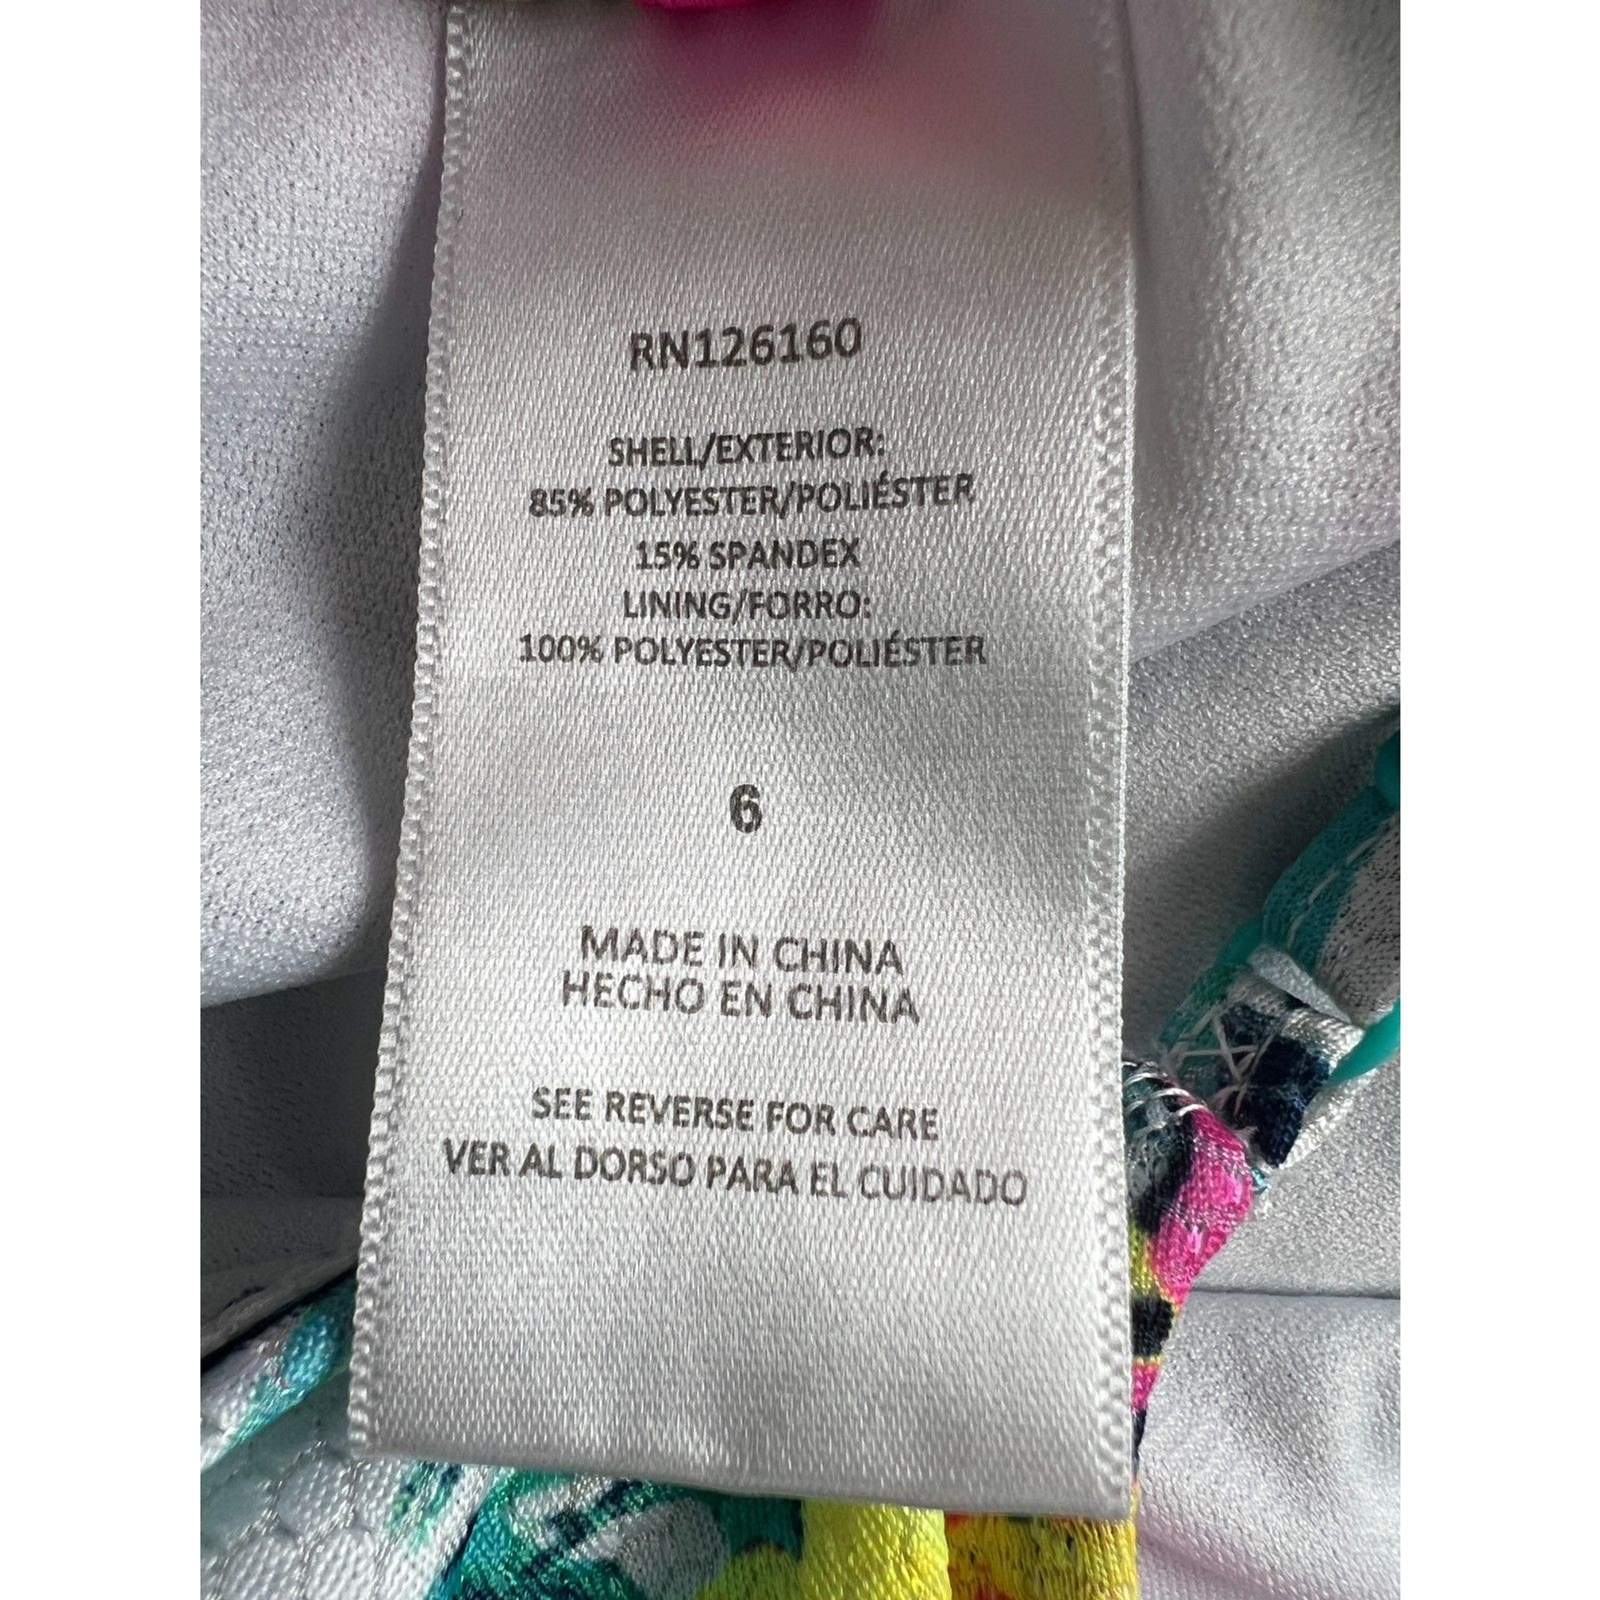 RN126160
SHELL/EXTERIOR:
85% POLYESTER/POLIÉSTER
15% SPANDEX
LINING/FORRO:
100% POLYESTER/POLIÉSTER
6
MADE IN CHINA
HECHO EN CHINA
SEE REVERSE FOR CARE
VER AL DORSO PARA EL CUIDADO